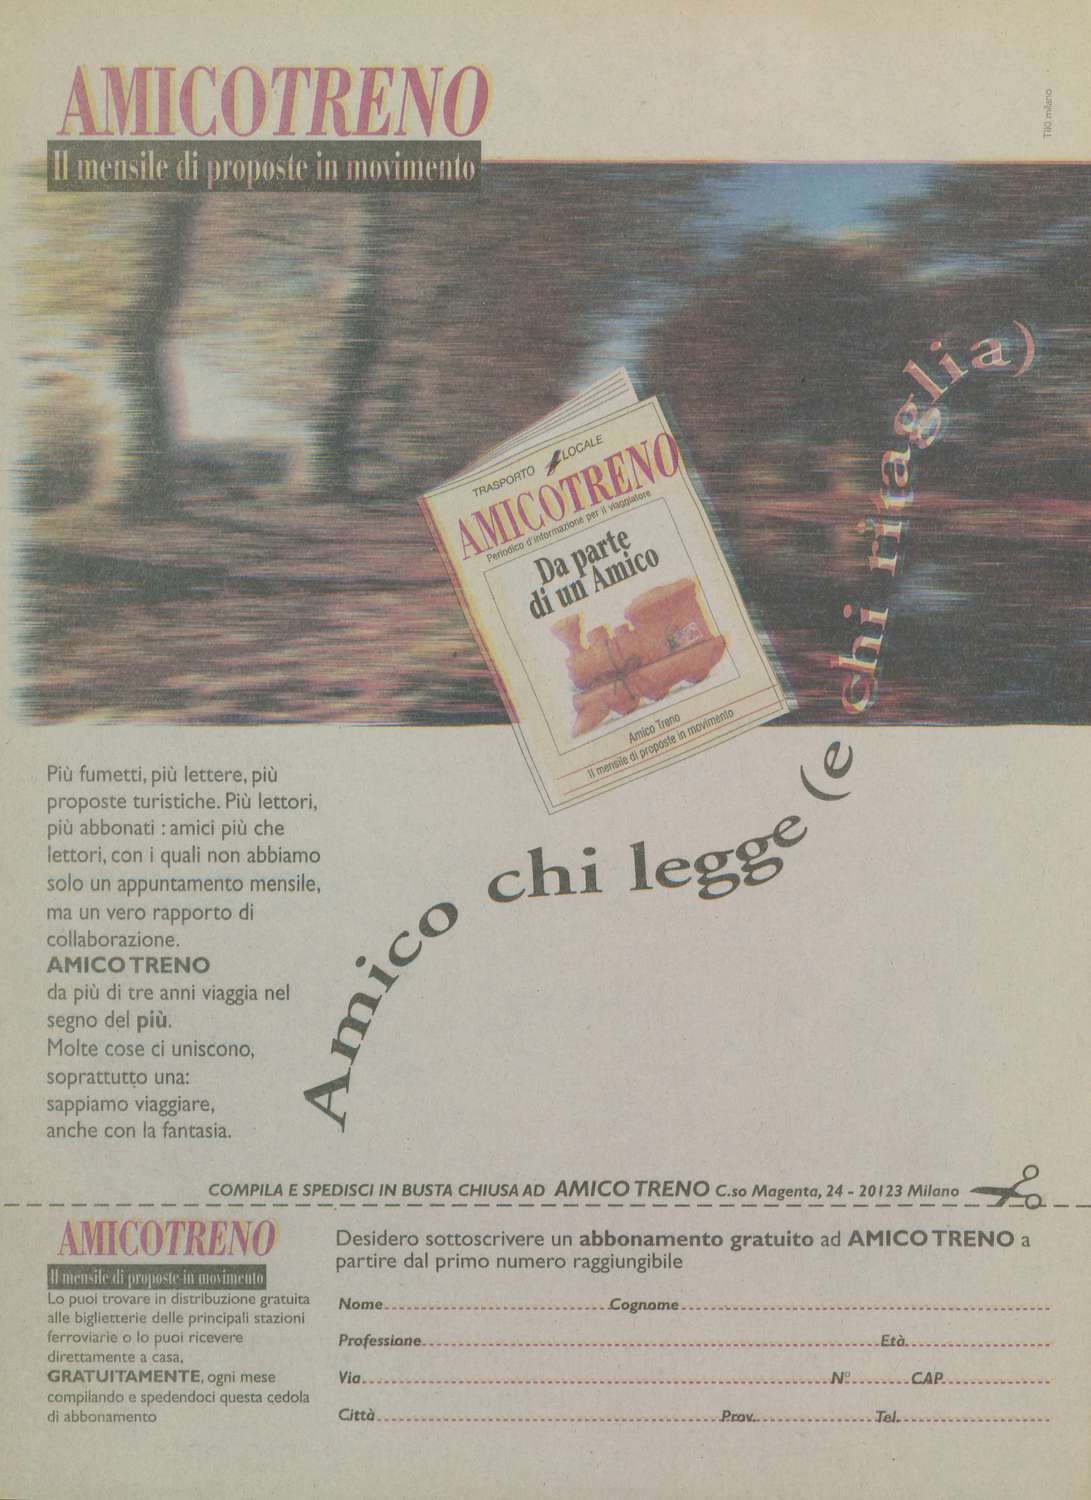 AMICOTRENO
Il mensile di proposte in movimento
Tilt milano
TRASPORTO LOCALE
AMICOTRENO
Periodico d'informazione per il viaggiatore
Da parte
di un Amico
Amico Treno
Il mensile di proposte in movimento
Amico chi legge (e chi ritaglia)
Più fumetti, più lettere, più
proposte turistiche. Più lettori,
più abbonati : amici più che
lettori, con i quali non abbiamo
solo un appuntamento mensile,
ma un vero rapporto di
collaborazione.
AMICO TRENO
da più di tre anni viaggia nel
segno del più.
Molte cose ci uniscono,
soprattutto una:
sappiamo viaggiare,
anche con la fantasia.
COMPILA E SPEDISCI IN BUSTA CHIUSA AD AMICO TRENO C.so Magenta, 24 - 20123 Milano
AMICOTRENO
Il mensile di proposte in movimento
Lo puoi trovare in distribuzione gratuita
alle biglietterie delle principali stazioni
ferroviarie o lo puoi ricevere
direttamente a casa,
GRATUITAMENTE, ogni mese
compilando e spedendoci questa cedola
di abbonamento
Desidero sottoscrivere un abbonamento gratuito ad AMICO TRENO a
partire dal primo numero raggiungibile
Nome Cognome
Professione Età
Via N° CAP
Città Prov. Tel.